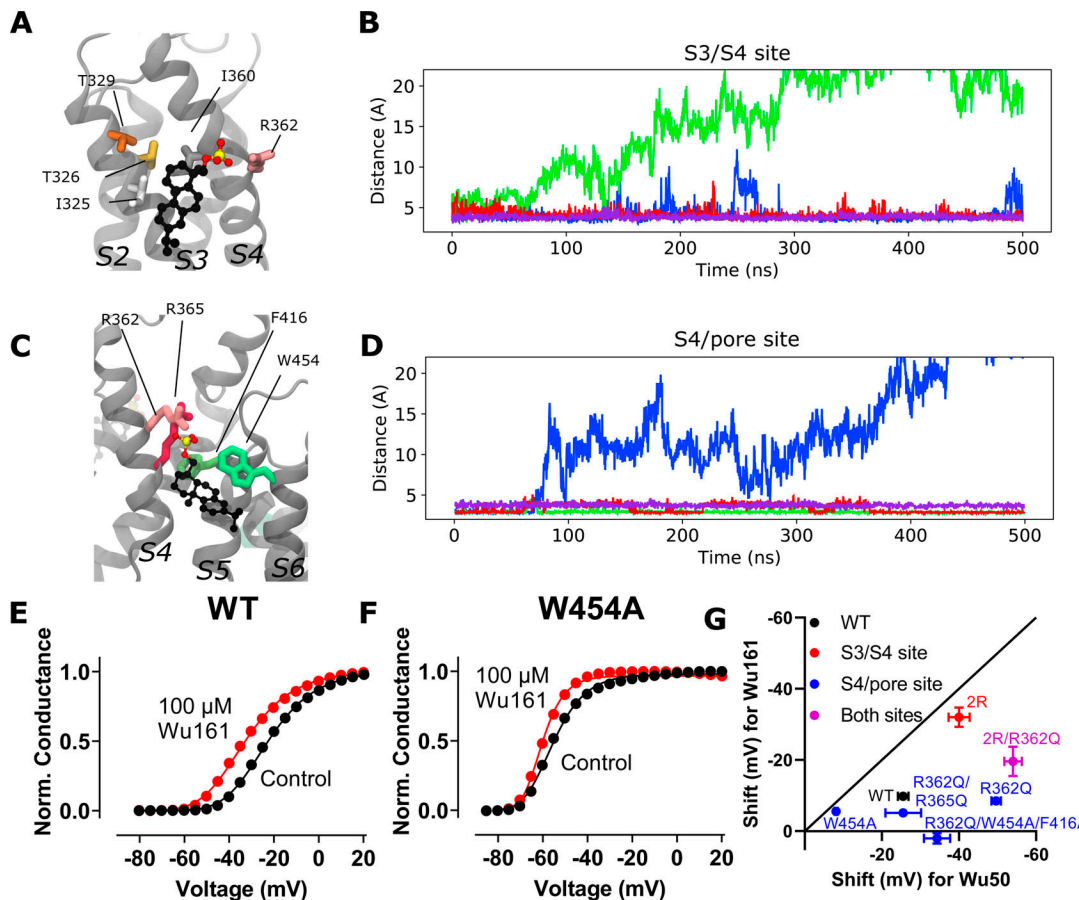 A
T329
I360
R362
T326
I325
S2
S3
S4
B
S3/S4 site
Distance (A)
20
15
10
5
0
100
200
300
400
500
Time (ns)
C
R362
R365
F416
W454
S4
S5
S6
D
S4/pore site
Distance (A)
20
15
10
5
0
100
200
300
400
500
Time (ns)
E
WT
Norm. Conductance
1.0
0.5
0.0
100 µM
Wu161
Control
-80
-60
-40
-20
0
20
Voltage (mV)
F
W454A
Norm. Conductance
1.0
0.5
0.0
100 µM
Wu161
Control
-80
-60
-40
-20
0
20
Voltage (mV)
G
Shift (mV) for Wu161
-60
-40
-20
0
WT
S3/S4 site
S4/pore site
Both sites
2R
2R/R362Q
R362Q/
R365Q
R362Q
WT
W454A
R362Q/W454A/F416A
-20
-40
-60
Shift (mV) for Wu50